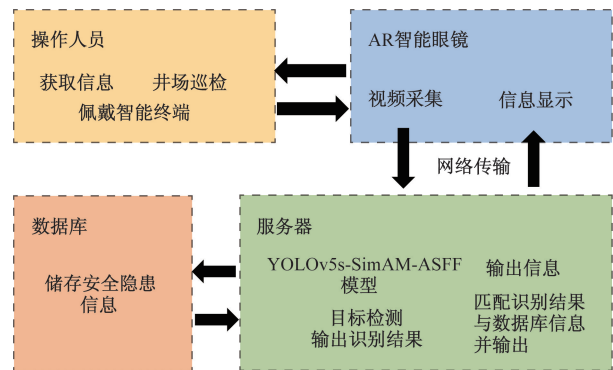 操作人员
获取信息 井场巡检
佩戴智能终端
AR智能眼镜
视频采集 信息显示
网络传输
数据库
储存安全隐患
信息
服务器
YOLOv5s-SimAM-ASFF
模型
目标检测
输出识别结果
输出信息
匹配识别结果
与数据库信息
并输出